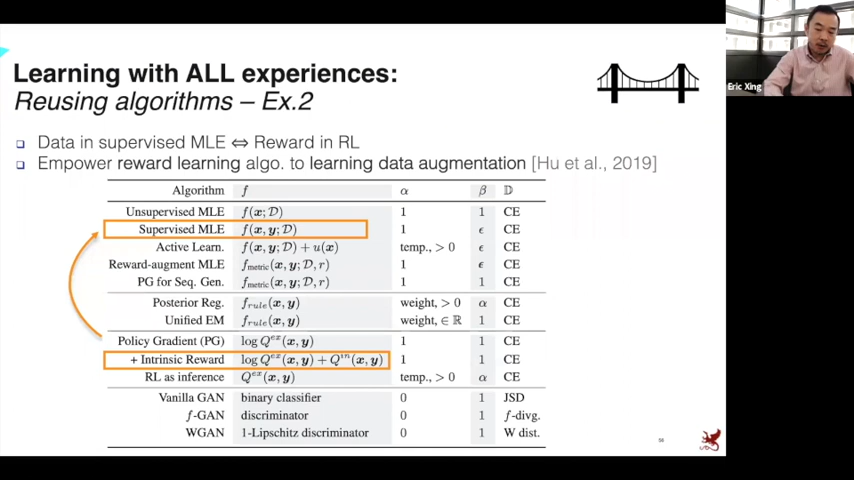 Learning with ALL experiences:
Reusing algorithms – Ex.2
Eric Xing
Data in supervised MLE ⇔ Reward in RL
Empower reward learning algo. to learning data augmentation [Hu et al., 2019]
Algorithm f α β 𝔻
Unsupervised MLE f(x; D) 1 1 CE
Supervised MLE f(x, y; D) 1 ϵ CE
Active Learn. f(x, y; D) + u(x) temp., > 0 ϵ CE
Reward-augment MLE f_metric(x, y; D, r) 1 ϵ CE
PG for Seq. Gen. f_metric(x, y; D, r) 1 1 CE
Posterior Reg. f_rule(x, y) weight, > 0 α CE
Unified EM f_rule(x, y) weight, ∈ ℝ 1 CE
Policy Gradient (PG) log Q^ex(x, y) 1 1 CE
+ Intrinsic Reward log Q^ex(x, y) + Q^in(x, y) 1 1 CE
RL as inference Q^ex(x, y) temp., > 0 α CE
Vanilla GAN binary classifier 0 1 JSD
f-GAN discriminator 0 1 f-divg.
WGAN 1-Lipschitz discriminator 0 1 W dist.